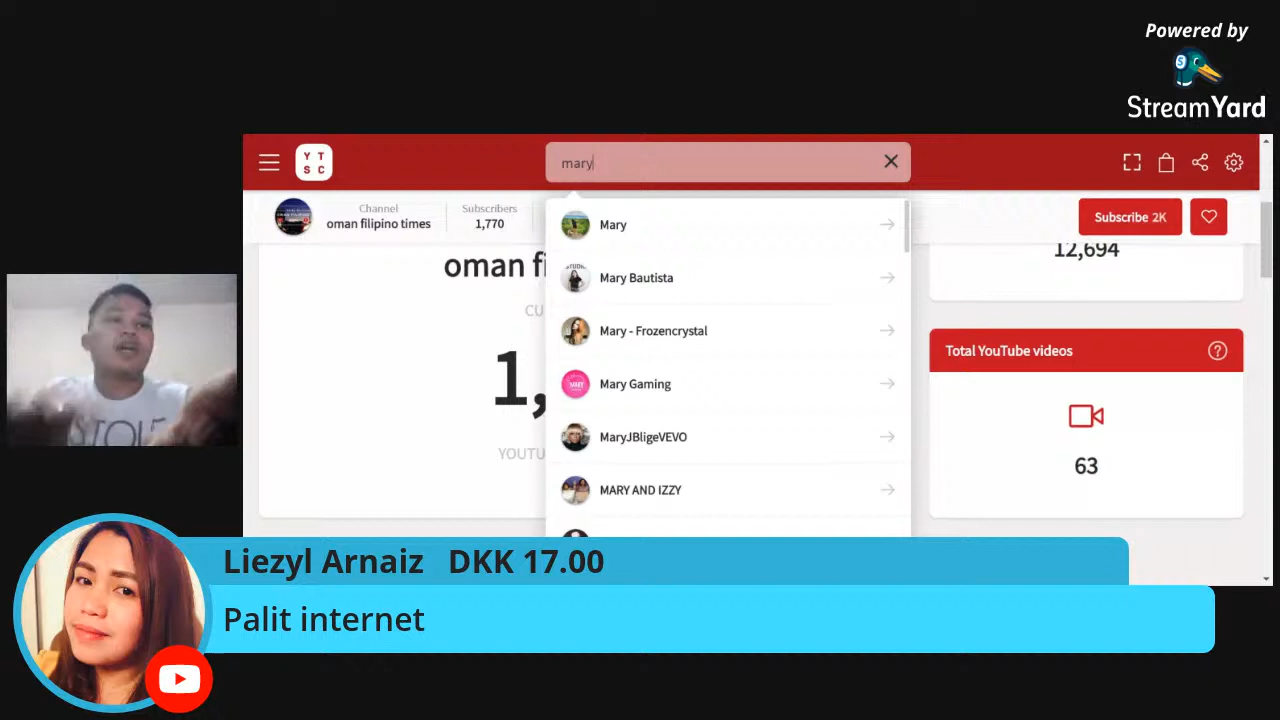 Powered by
StreamYard
Y T
S C
mary
Channel
oman filipino times
Subscribers
1,770
Subscribe 2K
oman fi
CU
1,
YOUTU
12,694
Total YouTube videos
63
Mary
Mary Bautista
Mary - Frozencrystal
Mary Gaming
MaryJBligeVEVO
MARY AND IZZY
Liezyl Arnaiz DKK 17.00
Palit internet